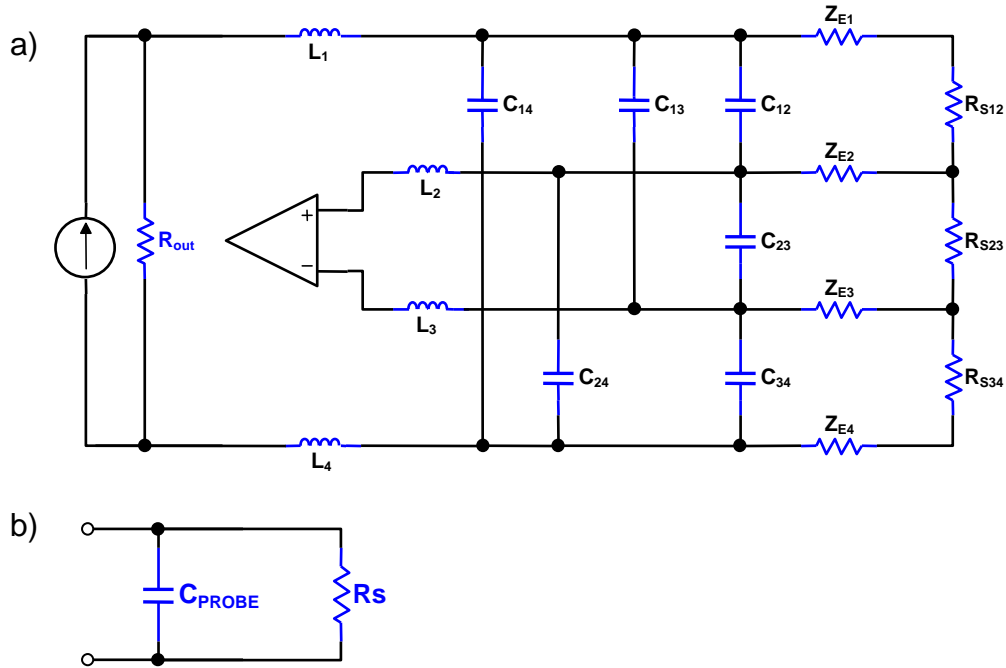 a)
L1
ZE1
C14
C13
C12
RS12
L2
ZE2
+
Rout
C23
RS23
−
L3
ZE3
C24
C34
RS34
L4
ZE4
b)
CPROBE
Rs